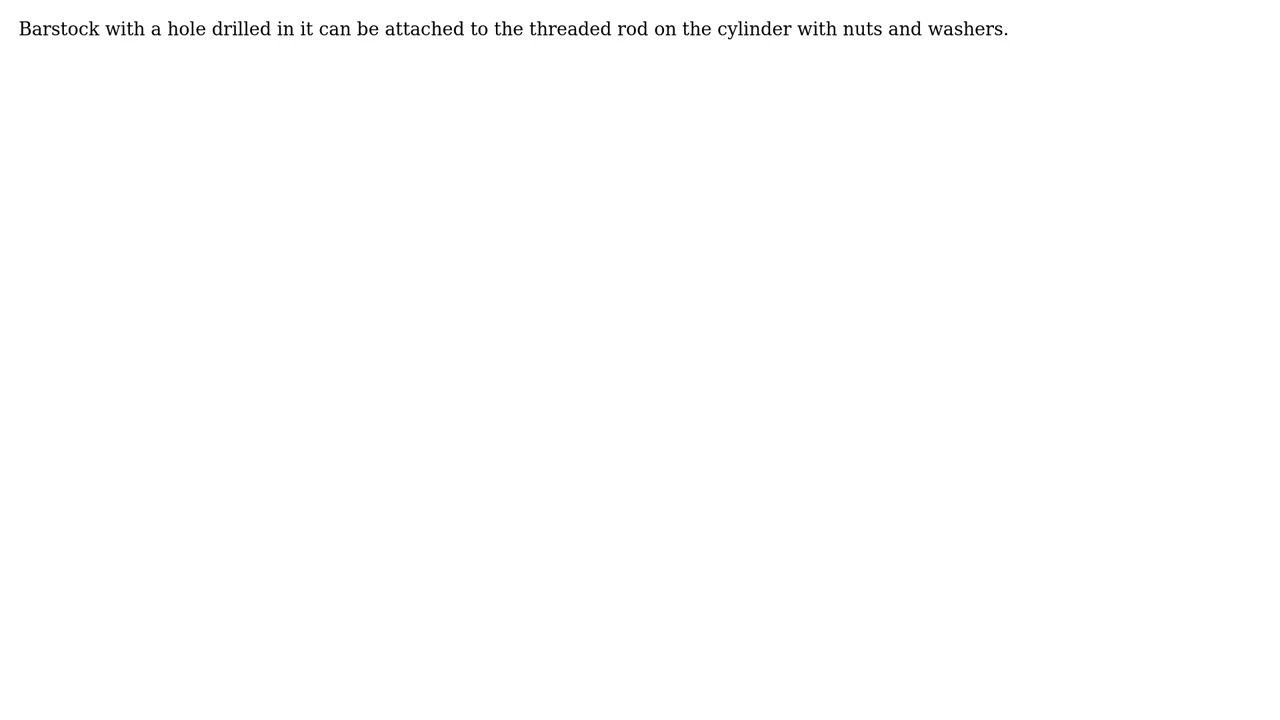 Barstock with a hole drilled in it can be attached to the threaded rod on the cylinder with nuts and washers.